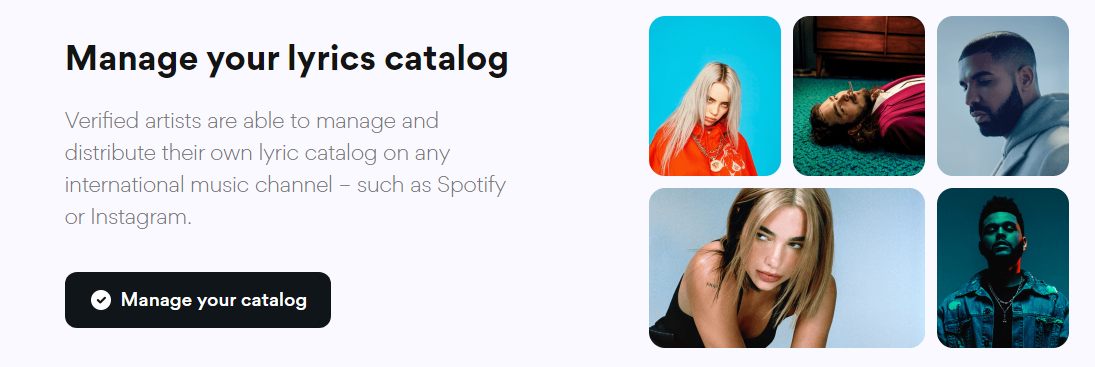 Manage your lyrics catalog
Verified artists are able to manage and
distribute their own lyric catalog on any
international music channel – such as Spotify
or Instagram.
Manage your catalog